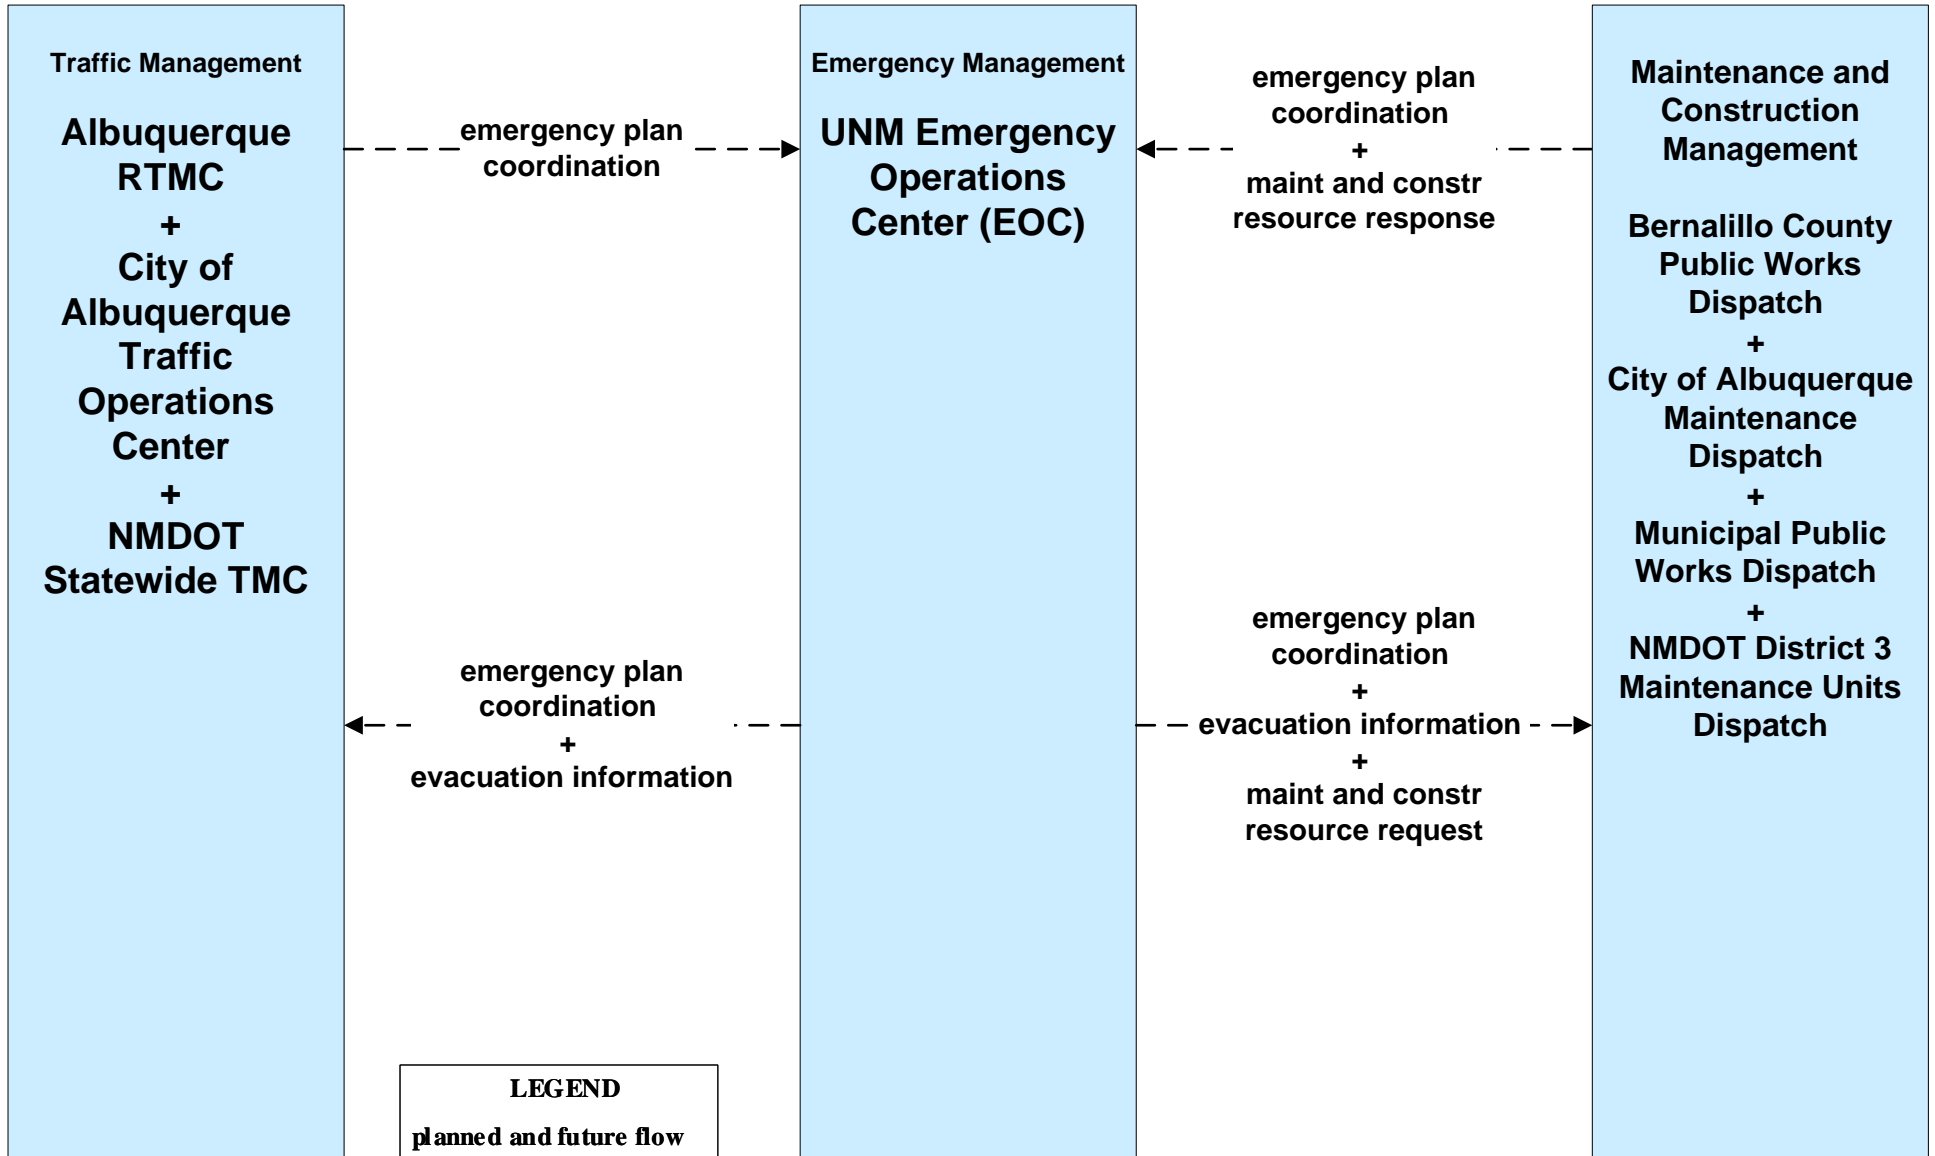 Traffic Management
Albuquerque
RTMC
+
City of
Albuquerque
Traffic
Operations
Center
+
NMDOT
Statewide TMC
emergency plan
coordination
emergency plan
coordination
+
evacuation information
Emergency Management
UNM Emergency
Operations
Center (EOC)
emergency plan
coordination
+
maint and constr
resource response
emergency plan
coordination
+
evacuation information
+
maint and constr
resource request
Maintenance and
Construction
Management
Bernalillo County
Public Works
Dispatch
+
City of Albuquerque
Maintenance
Dispatch
+
Municipal Public
Works Dispatch
+
NMDOT District 3
Maintenance Units
Dispatch
LEGEND
planned and future flow